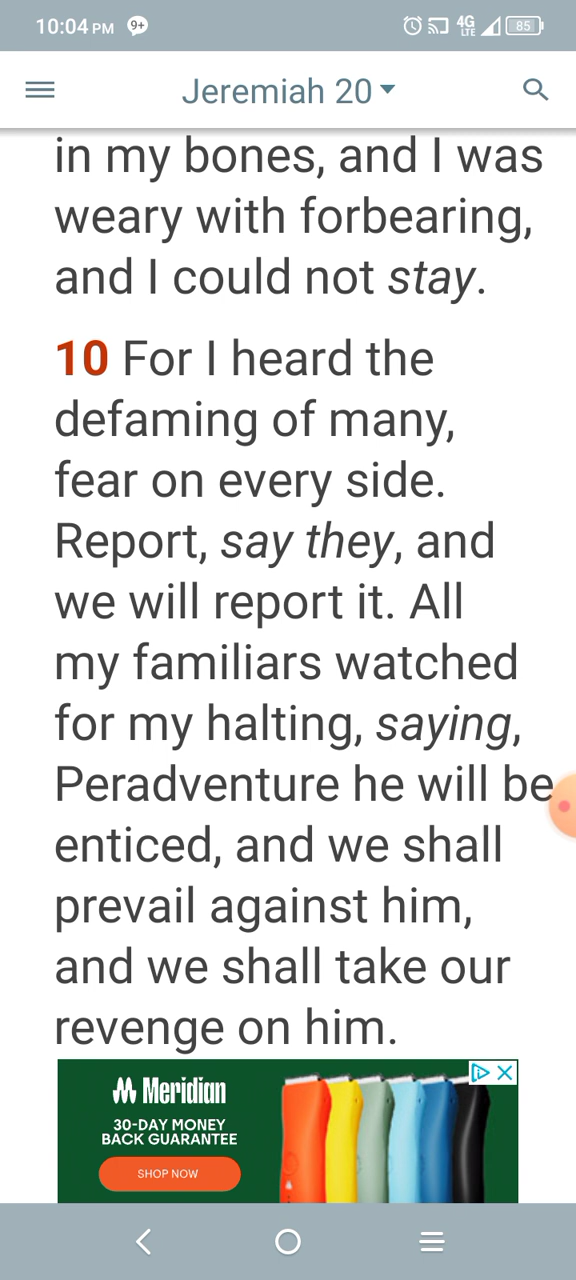 10:04 PM 9+ 4G LTE 85
Jeremiah 20
in my bones, and I was
weary with forbearing,
and I could not stay.
10 For I heard the
defaming of many,
fear on every side.
Report, say they, and
we will report it. All
my familiars watched
for my halting, saying,
Peradventure he will be
enticed, and we shall
prevail against him,
and we shall take our
revenge on him.
Meridian
30-DAY MONEY
BACK GUARANTEE
SHOP NOW